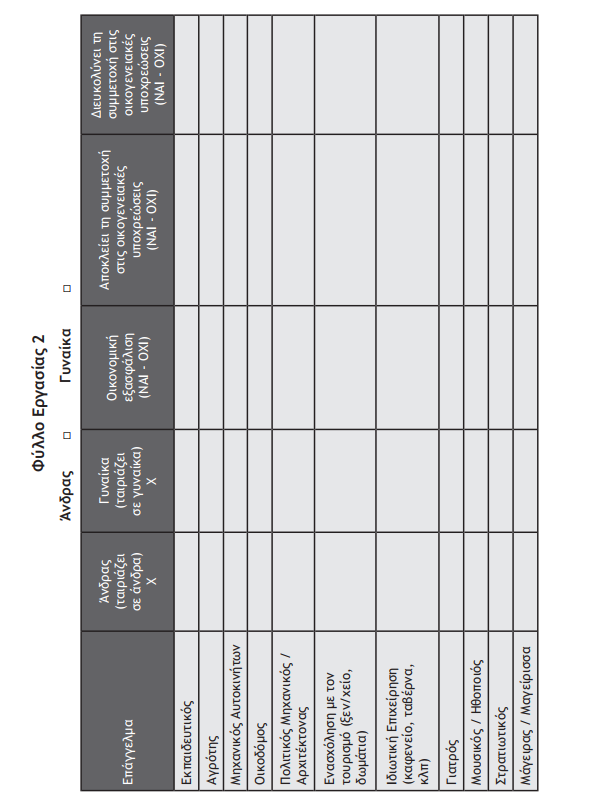 Φύλλο Εργασίας 2
Άνδρας □ Γυναίκα □
Επάγγελμα
Άνδρας
(ταιριάζει
σε άνδρα)
Χ
Γυναίκα
(ταιριάζει
σε γυναίκα)
Χ
Οικονομική
εξασφάλιση
(ΝΑΙ - ΟΧΙ)
Αποκλείει τη συμμετοχή
στις οικογενειακές
υποχρεώσεις
(ΝΑΙ - ΟΧΙ)
Διευκολύνει τη
συμμετοχή στις
οικογενειακές
υποχρεώσεις
(ΝΑΙ - ΟΧΙ)
Εκπαιδευτικός
Αγρότης
Μηχανικός Αυτοκινήτων
Οικοδόμος
Πολιτικός Μηχανικός /
Αρχιτέκτονας
Ενασχόληση με τον
τουρισμό (ξεν/χείο,
δωμάτια)
Ιδιωτική Επιχείρηση
(καφενείο, ταβέρνα,
κλπ)
Γιατρός
Μουσικός / Ηθοποιός
Στρατιωτικός
Μάγειρας / Μαγείρισσα